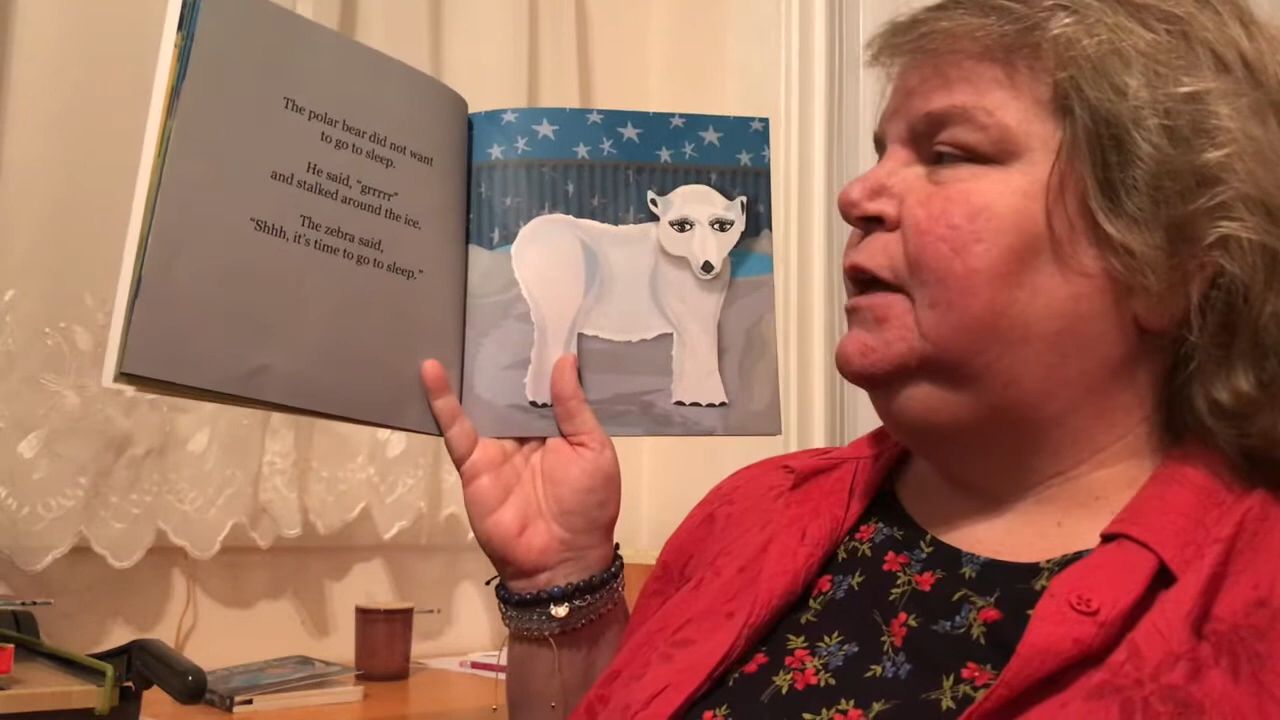 The polar bear did not want
to go to sleep.
He said, "grrrrr"
and stalked around the ice.
The zebra said,
"Shhh, it's time to go to sleep."